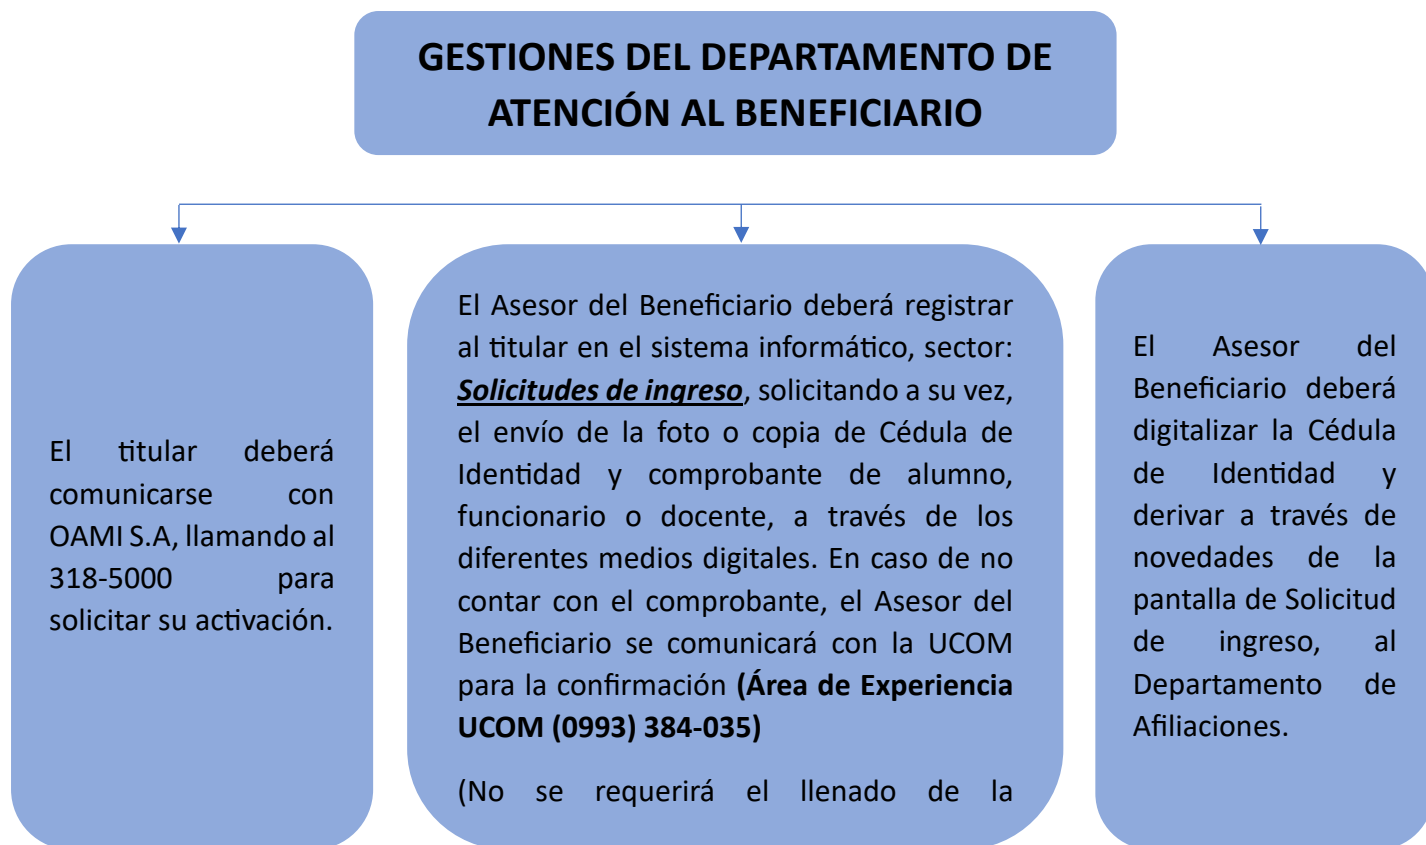 GESTIONES DEL DEPARTAMENTO DE
ATENCIÓN AL BENEFICIARIO
El titular deberá
comunicarse con
OAMI S.A, llamando al
318-5000 para
solicitar su activación.
El Asesor del Beneficiario deberá registrar
al titular en el sistema informático, sector:
Solicitudes de ingreso, solicitando a su vez,
el envío de la foto o copia de Cédula de
Identidad y comprobante de alumno,
funcionario o docente, a través de los
diferentes medios digitales. En caso de no
contar con el comprobante, el Asesor del
Beneficiario se comunicará con la UCOM
para la confirmación (Área de Experiencia
UCOM (0993) 384-035)
(No se requerirá el llenado de la
El Asesor del
Beneficiario deberá
digitalizar la Cédula
de Identidad y
derivar a través de
novedades de la
pantalla de Solicitud
de ingreso, al
Departamento de
Afiliaciones.